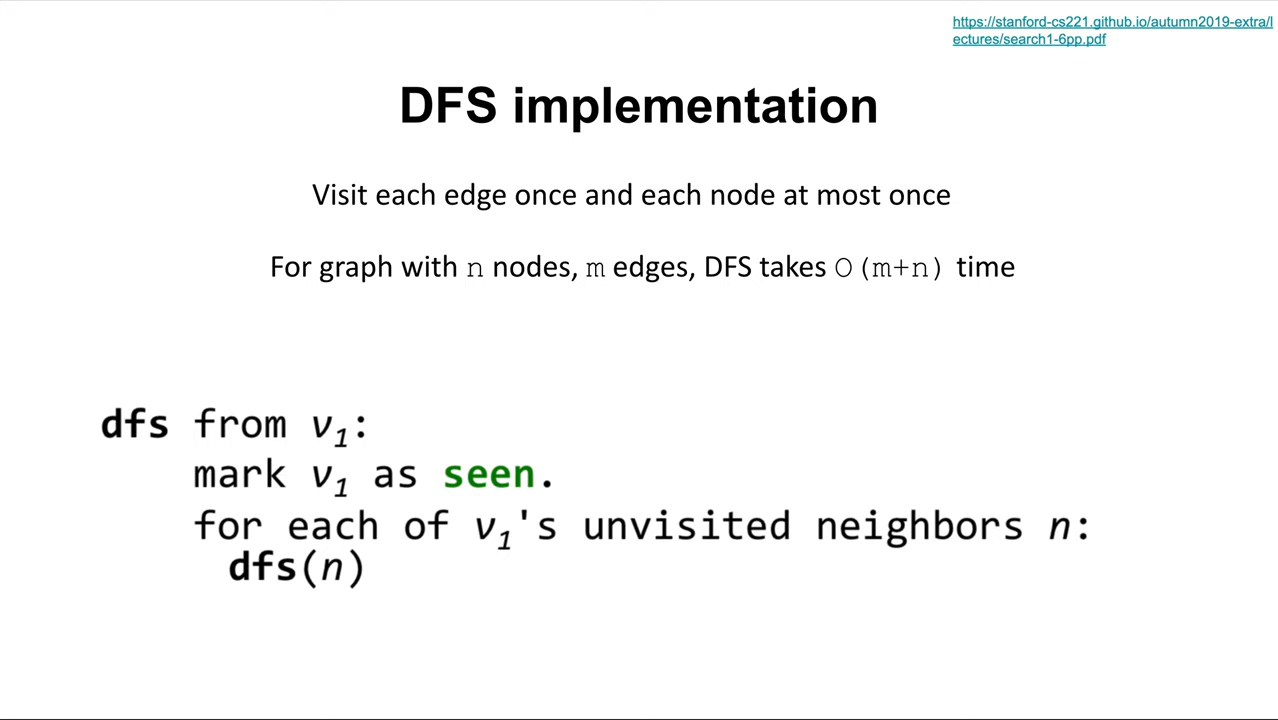 https://stanford-cs221.github.io/autumn2019-extra/l
ectures/search1-6pp.pdf
DFS implementation
Visit each edge once and each node at most once
For graph with n nodes, m edges, DFS takes O(m+n) time
dfs from v1:
mark v1 as seen.
for each of v1's unvisited neighbors n:
dfs(n)